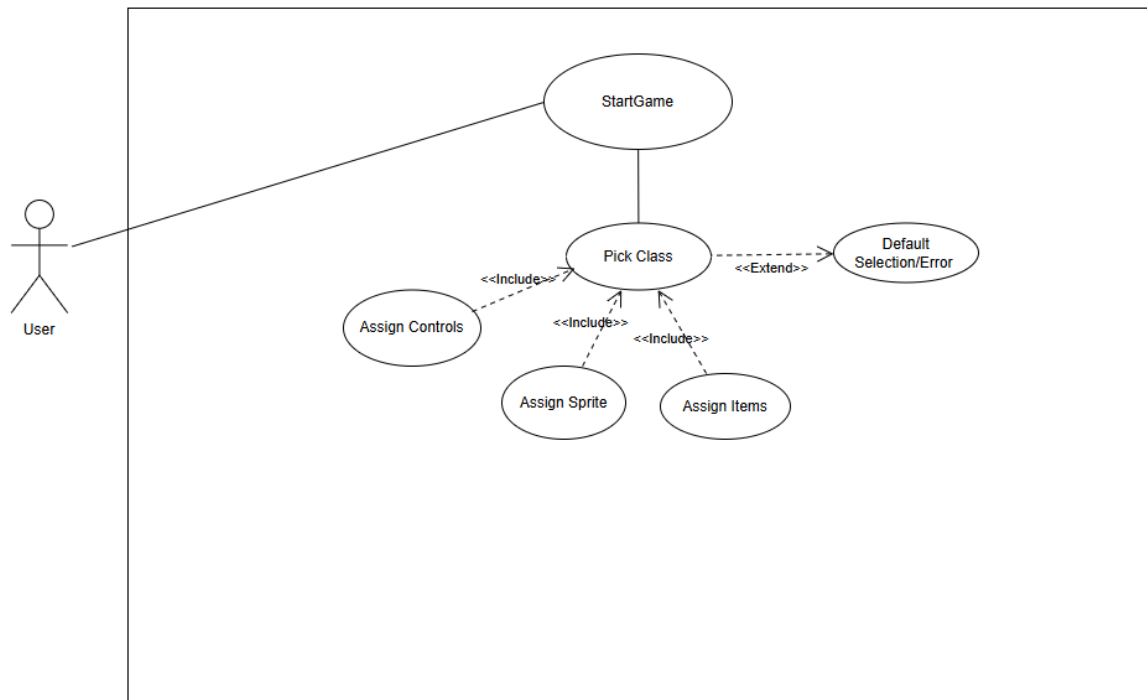 StartGame
Pick Class
Default
Selection/Error
<<Extend>>
<<Include>>
Assign Controls
User
<<Include>>
<<Include>>
Assign Sprite
Assign Items